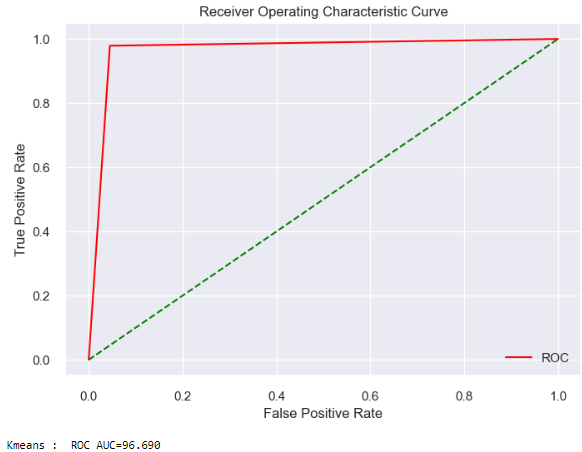 Receiver Operating Characteristic Curve
1.0
0.8
0.6
0.4
0.2
0.0
True Positive Rate
ROC
0.0 0.2 0.4 0.6 0.8 1.0
False Positive Rate
Kmeans : ROC AUC=96.690